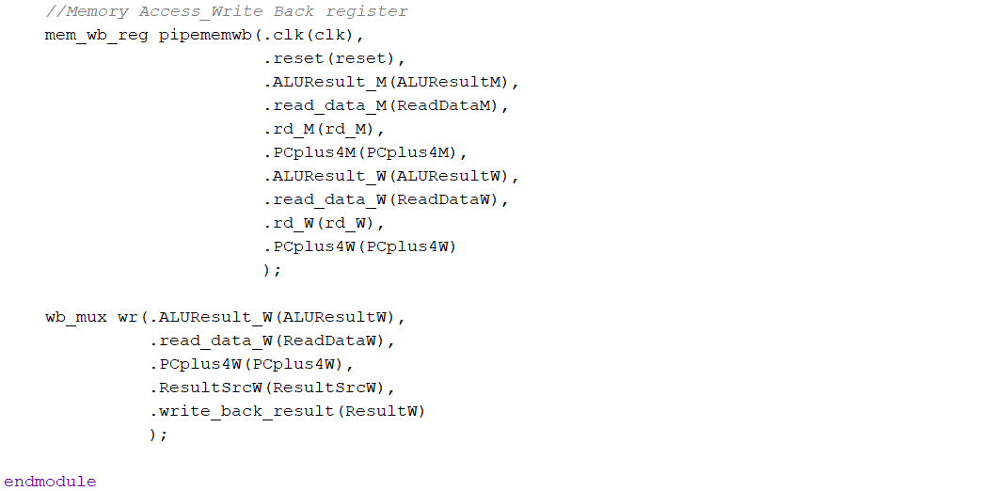 //Memory Access_Write Back register
mem_wb_reg pipememwb(.clk(clk),
.reset(reset),
.ALUResult_M(ALUResultM),
.read_data_M(ReadDataM),
.rd_M(rd_M),
.PCplus4M(PCplus4M),
.ALUResult_W(ALUResultW),
.read_data_W(ReadDataW),
.rd_W(rd_W),
.PCplus4W(PCplus4W)
);
wb_mux wr(.ALUResult_W(ALUResultW),
.read_data_W(ReadDataW),
.PCplus4W(PCplus4W),
.ResultSrcW(ResultSrcW),
.write_back_result(ResultW)
);
endmodule